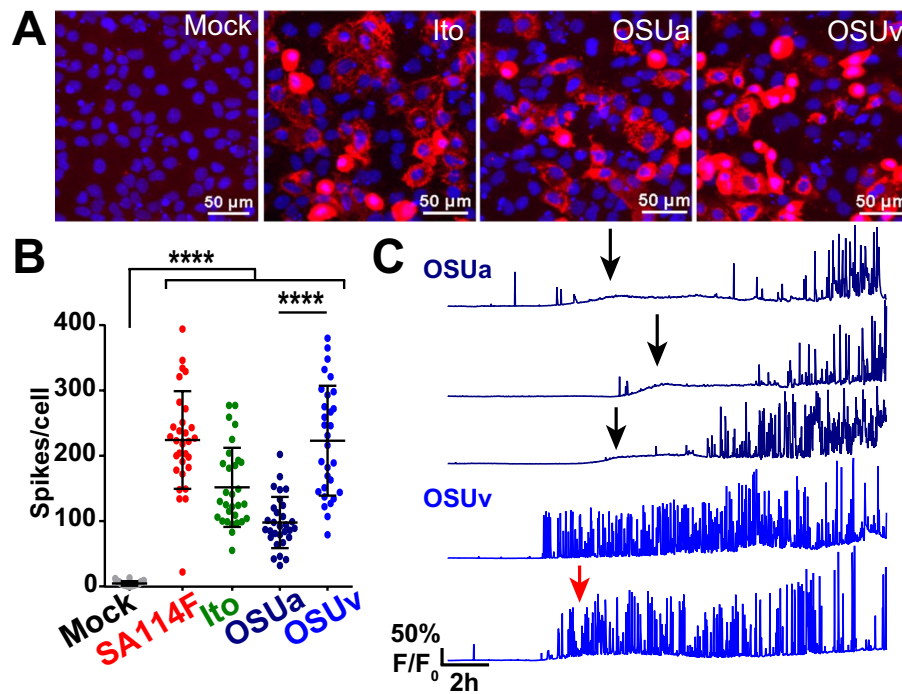 A
Mock
Ito
OSUa
OSUv
50 µm
50 µm
50 µm
50 µm
B
****
****
Spikes/cell
400
300
200
100
0
Mock
SA114F
Ito
OSUa
OSUv
C
OSUa
OSUv
50%
F/F₀
2h